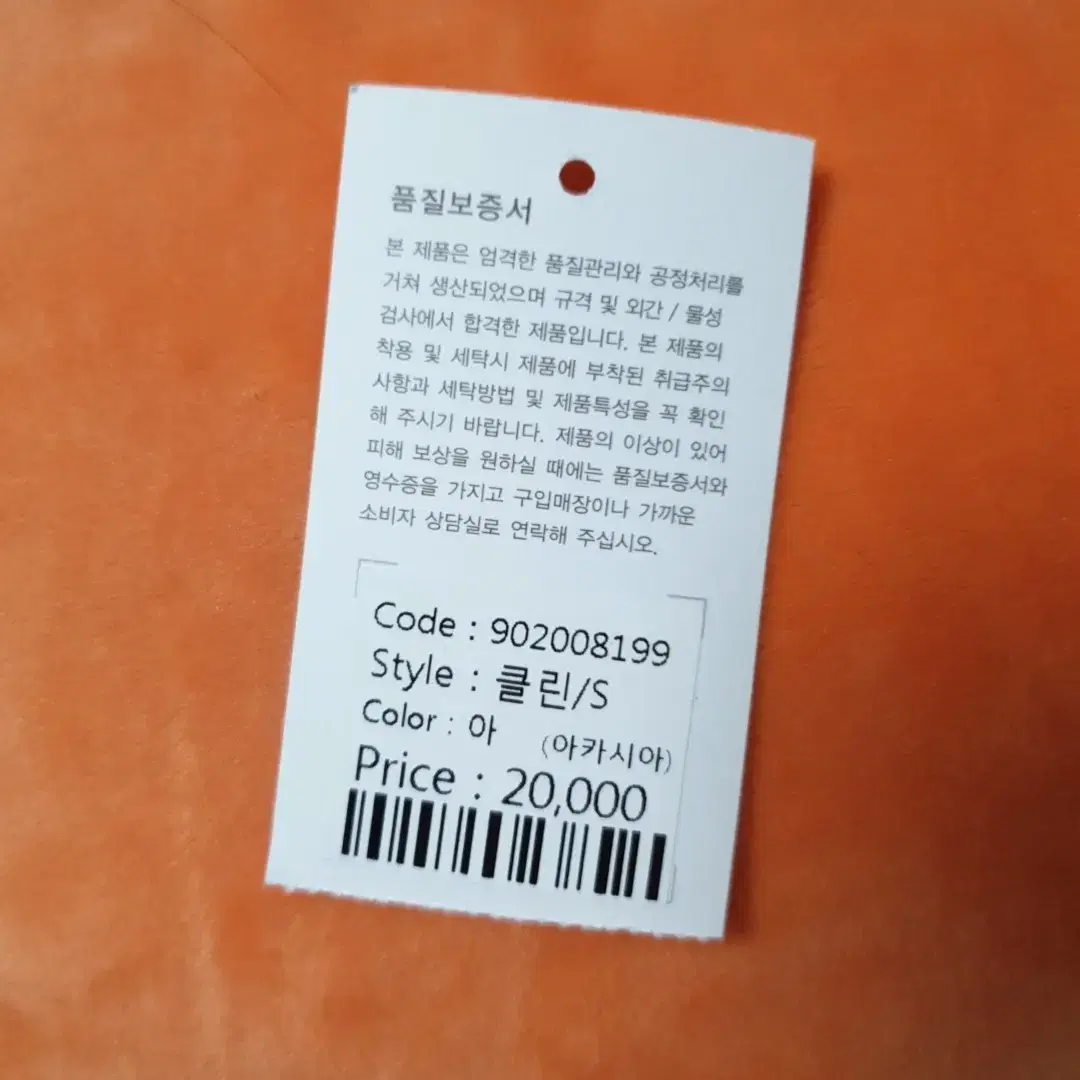 품질보증서
본 제품은 엄격한 품질관리와 공정처리를
거쳐 생산되었으며 규격 및 외간 / 물성
검사에서 합격한 제품입니다. 본 제품의
착용 및 세탁시 제품에 부착된 취급주의
사항과 세탁방법 및 제품특성을 꼭 확인
해 주시기 바랍니다. 제품의 이상이 있어
피해 보상을 원하실 때에는 품질보증서와
영수증을 가지고 구입매장이나 가까운
소비자 상담실로 연락해 주십시오.
Code : 902008199
Style : 클린/S
Color : 아 (아카시아)
Price : 20,000